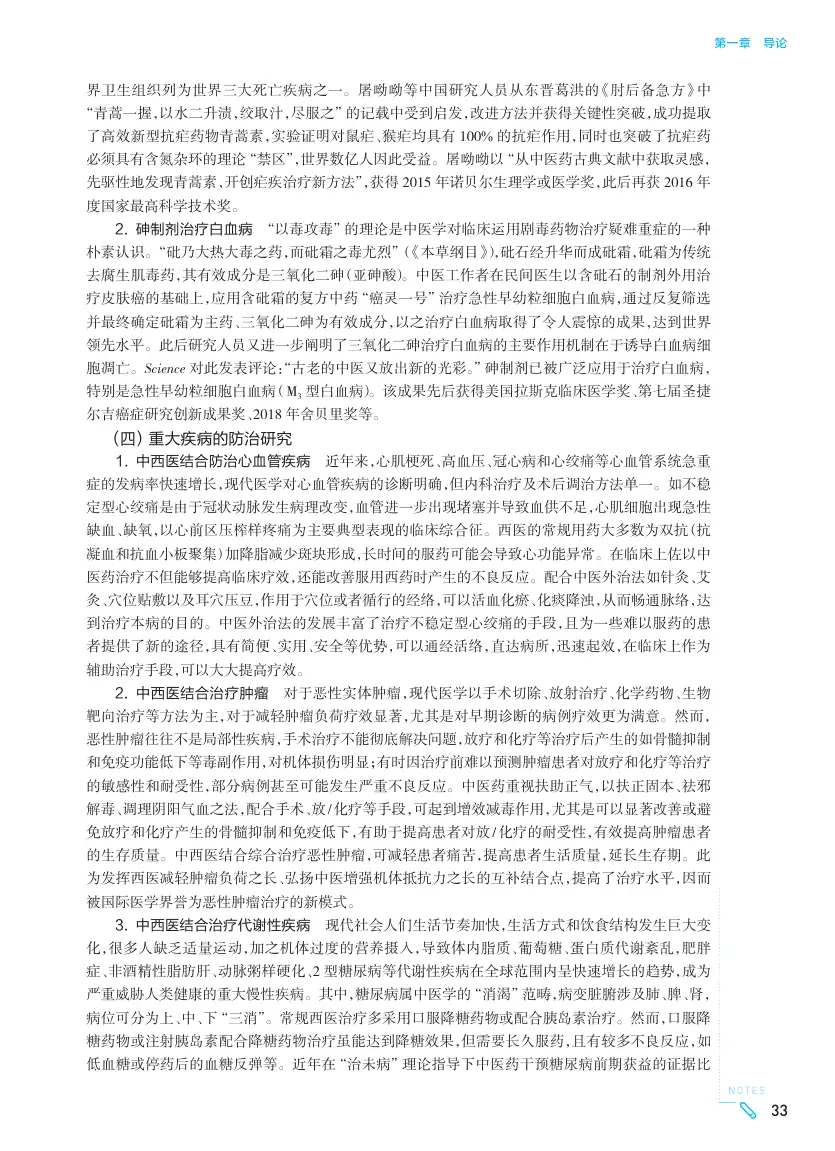 第一章　导论
界卫生组织列为世界三大死亡疾病之一。屠呦呦等中国研究人员从东晋葛洪的《肘后备急方》中
“青蒿一握，以水二升渍，绞取汁，尽服之”的记载中受到启发，改进方法并获得关键性突破，成功提取
了高效新型抗疟药物青蒿素，实验证明对鼠疟、猴疟均具有 100% 的抗疟作用，同时也突破了抗疟药
必须具有含氮杂环的理论“禁区”，世界数亿人因此受益。屠呦呦以“从中医药古典文献中获取灵感，
先驱性地发现青蒿素，开创疟疾治疗新方法”，获得 2015 年诺贝尔生理学或医学奖，此后再获 2016 年
度国家最高科学技术奖。
2. 砷制剂治疗白血病　“以毒攻毒”的理论是中医学对临床运用剧毒药物治疗疑难重症的一种
朴素认识。“砒乃大热大毒之药，而砒霜之毒尤烈”（《本草纲目》），砒石经升华而成砒霜，砒霜为传统
去腐生肌毒药，其有效成分是三氧化二砷（亚砷酸）。中医工作者在民间医生以含砒石的制剂外用治
疗皮肤癌的基础上，应用含砒霜的复方中药“癌灵一号”治疗急性早幼粒细胞白血病，通过反复筛选
并最终确定砒霜为主药、三氧化二砷为有效成分，以之治疗白血病取得了令人震惊的成果，达到世界
领先水平。此后研究人员又进一步阐明了三氧化二砷治疗白血病的主要作用机制在于诱导白血病细
胞凋亡。Science 对此发表评论：“古老的中医又放出新的光彩。”砷制剂已被广泛应用于治疗白血病，
特别是急性早幼粒细胞白血病（M₃ 型白血病）。该成果先后获得美国拉斯克临床医学奖、第七届圣捷
尔吉癌症研究创新成果奖、2018 年舍贝里奖等。
（四）重大疾病的防治研究
1. 中西医结合防治心血管疾病　近年来，心肌梗死、高血压、冠心病和心绞痛等心血管系统急重
症的发病率快速增长，现代医学对心血管疾病的诊断明确，但内科治疗及术后调治方法单一。如不稳
定型心绞痛是由于冠状动脉发生病理改变，血管进一步出现堵塞并导致血供不足，心肌细胞出现急性
缺血、缺氧，以心前区压榨样疼痛为主要典型表现的临床综合征。西医的常规用药大多数为双抗（抗
凝血和抗血小板聚集）加降脂减少斑块形成，长时间的服药可能会导致心功能异常。在临床上佐以中
医药治疗不但能够提高临床疗效，还能改善服用西药时产生的不良反应。配合中医外治法如针灸、艾
灸、穴位贴敷以及耳穴压豆，作用于穴位或者循行的经络，可以活血化瘀、化痰降浊，从而畅通脉络，达
到治疗本病的目的。中医外治法的发展丰富了治疗不稳定型心绞痛的手段，且为一些难以服药的患
者提供了新的途径，具有简便、实用、安全等优势，可以通经活络，直达病所，迅速起效，在临床上作为
辅助治疗手段，可以大大提高疗效。
2. 中西医结合治疗肿瘤　对于恶性实体肿瘤，现代医学以手术切除、放射治疗、化学药物、生物
靶向治疗等方法为主，对于减轻肿瘤负荷疗效显著，尤其是对早期诊断的病例疗效更为满意。然而，
恶性肿瘤往往不是局部性疾病，手术治疗不能彻底解决问题，放疗和化疗等治疗后产生的如骨髓抑制
和免疫功能低下等毒副作用，对机体损伤明显；有时因治疗前难以预测肿瘤患者对放疗和化疗等治疗
的敏感性和耐受性，部分病例甚至可能发生严重不良反应。中医药重视扶助正气，以扶正固本、祛邪
解毒、调理阴阳气血之法，配合手术、放/化疗等手段，可起到增效减毒作用，尤其是可以显著改善或避
免放疗和化疗产生的骨髓抑制和免疫低下，有助于提高患者对放/化疗的耐受性，有效提高肿瘤患者
的生存质量。中西医结合综合治疗恶性肿瘤，可减轻患者痛苦，提高患者生活质量，延长生存期。此
为发挥西医减轻肿瘤负荷之长、弘扬中医增强机体抵抗力之长的互补结合点，提高了治疗水平，因而
被国际医学界誉为恶性肿瘤治疗的新模式。
3. 中西医结合治疗代谢性疾病　现代社会人们生活节奏加快，生活方式和饮食结构发生巨大变
化，很多人缺乏适量运动，加之机体过度的营养摄入，导致体内脂质、葡萄糖、蛋白质代谢紊乱，肥胖
症、非酒精性脂肪肝、动脉粥样硬化、2 型糖尿病等代谢性疾病在全球范围内呈快速增长的趋势，成为
严重威胁人类健康的重大慢性疾病。其中，糖尿病属中医学的“消渴”范畴，病变脏腑涉及肺、脾、肾，
病位可分为上、中、下“三消”。常规西医治疗多采用口服降糖药物或配合胰岛素治疗。然而，口服降
糖药物或注射胰岛素配合降糖药物治疗虽能达到降糖效果，但需要长久服药，且有较多不良反应，如
低血糖或停药后的血糖反弹等。近年在“治未病”理论指导下中医药干预糖尿病前期获益的证据比
NOTES
33